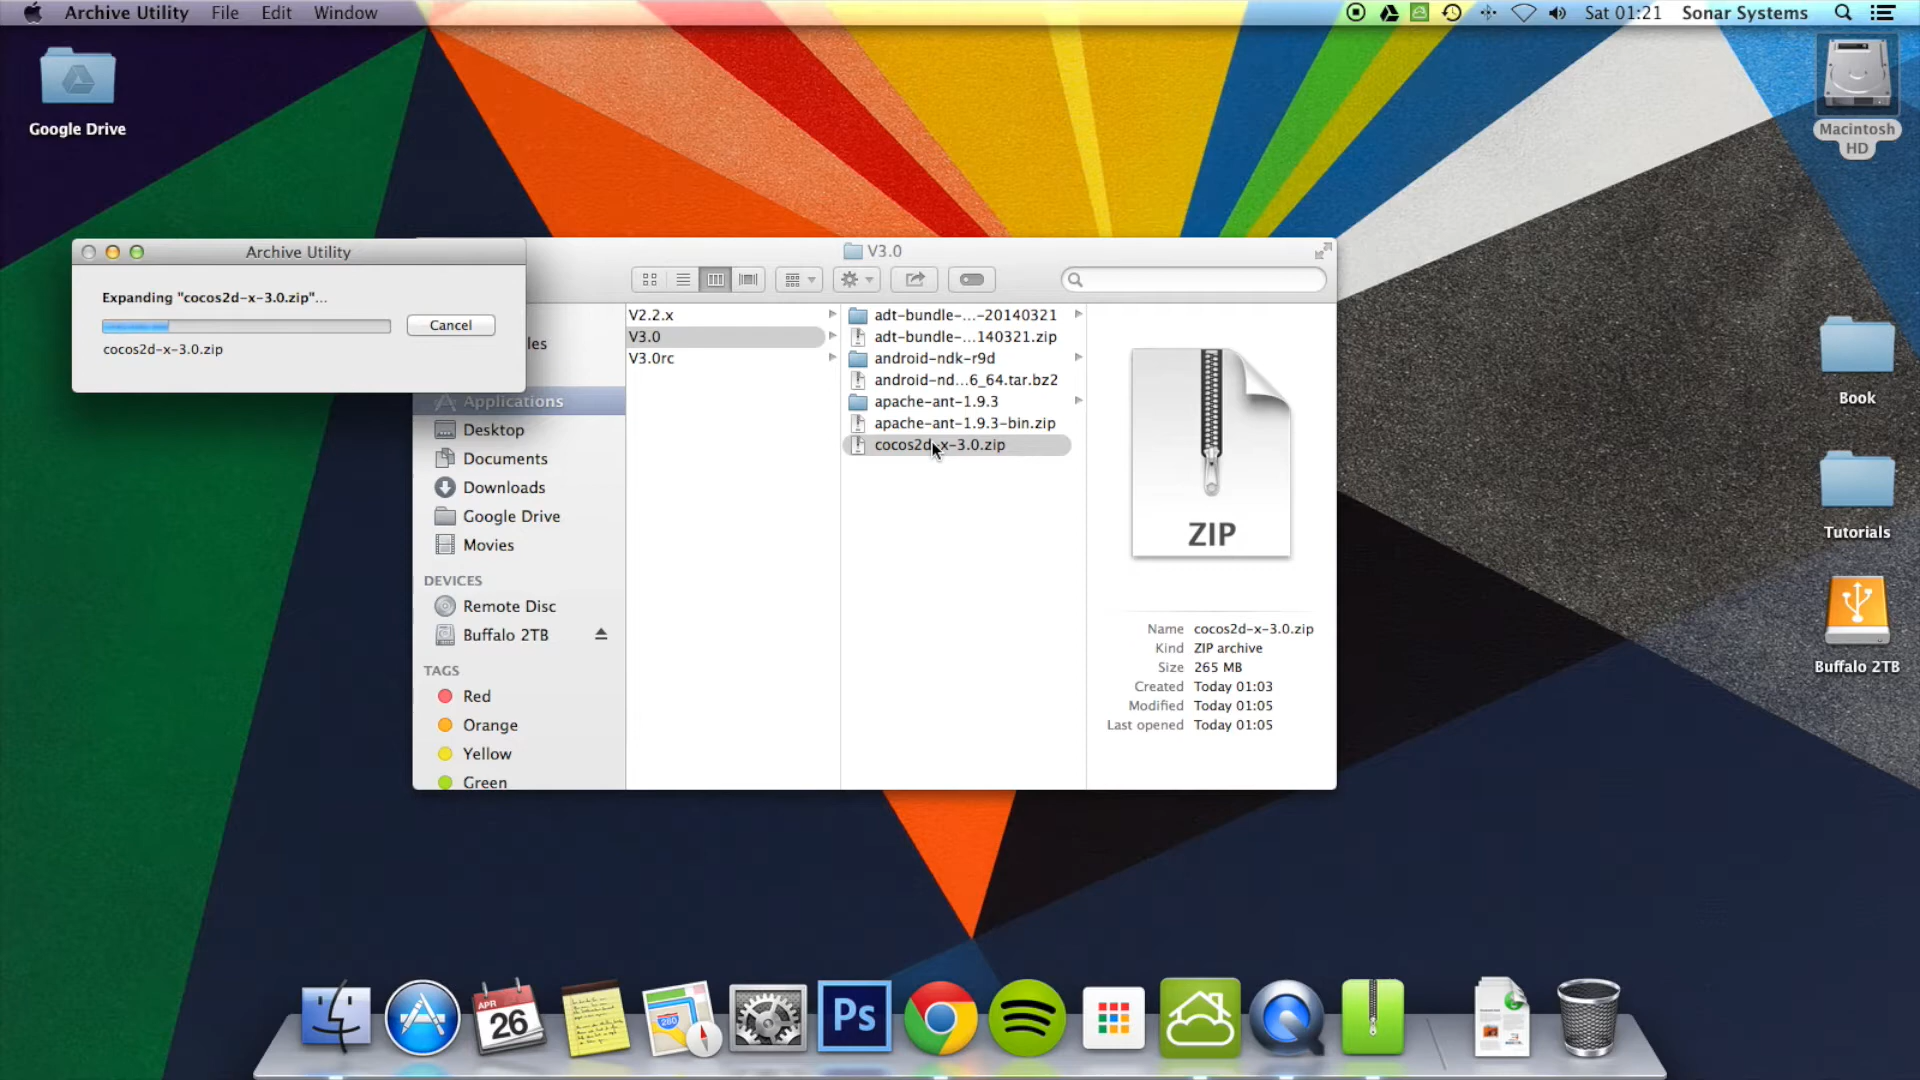 Archive Utility File Edit Window
Sat 01:21 Sonar Systems
Google Drive
Macintosh
HD
Archive Utility
Expanding "cocos2d-x-3.0.zip"...
Cancel
cocos2d-x-3.0.zip
V3.0
les
Applications
Desktop
Documents
Downloads
Google Drive
Movies
DEVICES
Remote Disc
Buffalo 2TB
TAGS
Red
Orange
Yellow
Green
V2.2.x
V3.0
V3.0rc
adt-bundle-...-20140321
adt-bundle-...140321.zip
android-ndk-r9d
android-nd...6_64.tar.bz2
apache-ant-1.9.3
apache-ant-1.9.3-bin.zip
cocos2d-x-3.0.zip
ZIP
Name cocos2d-x-3.0.zip
Kind ZIP archive
Size 265 MB
Created Today 01:03
Modified Today 01:05
Last opened Today 01:05
Book
Tutorials
Buffalo 2TB
APR
26
280
Ps